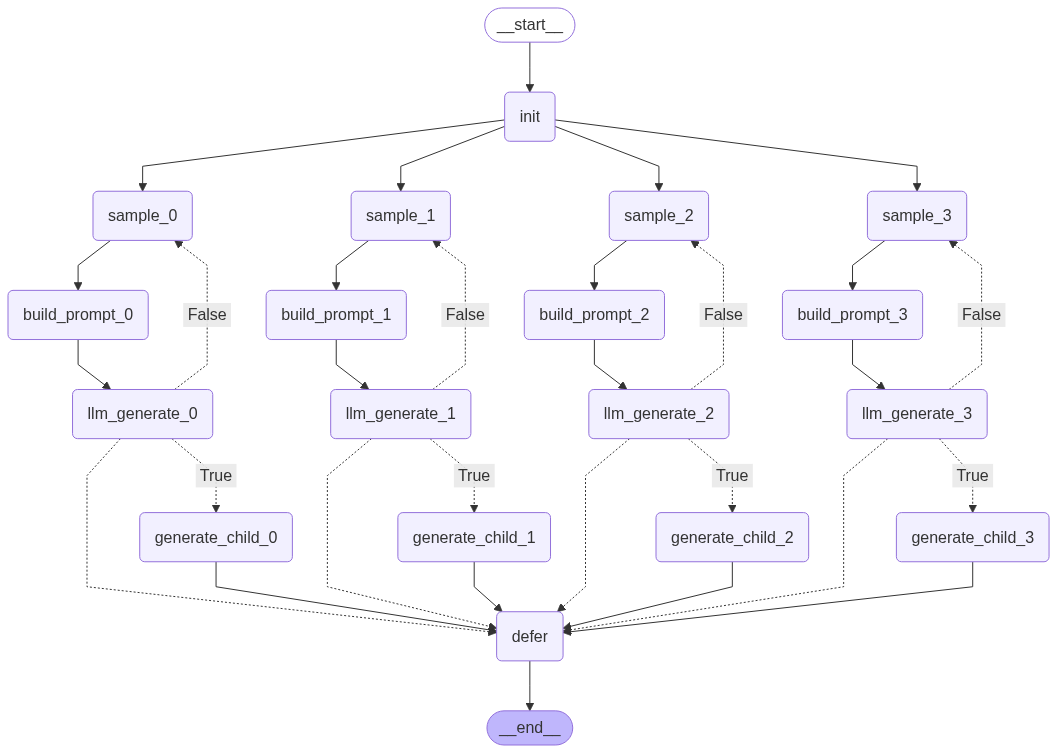 __start__
init
sample_0
sample_1
sample_2
sample_3
build_prompt_0
False
build_prompt_1
False
build_prompt_2
False
build_prompt_3
False
llm_generate_0
llm_generate_1
llm_generate_2
llm_generate_3
True
True
True
True
generate_child_0
generate_child_1
generate_child_2
generate_child_3
defer
__end__